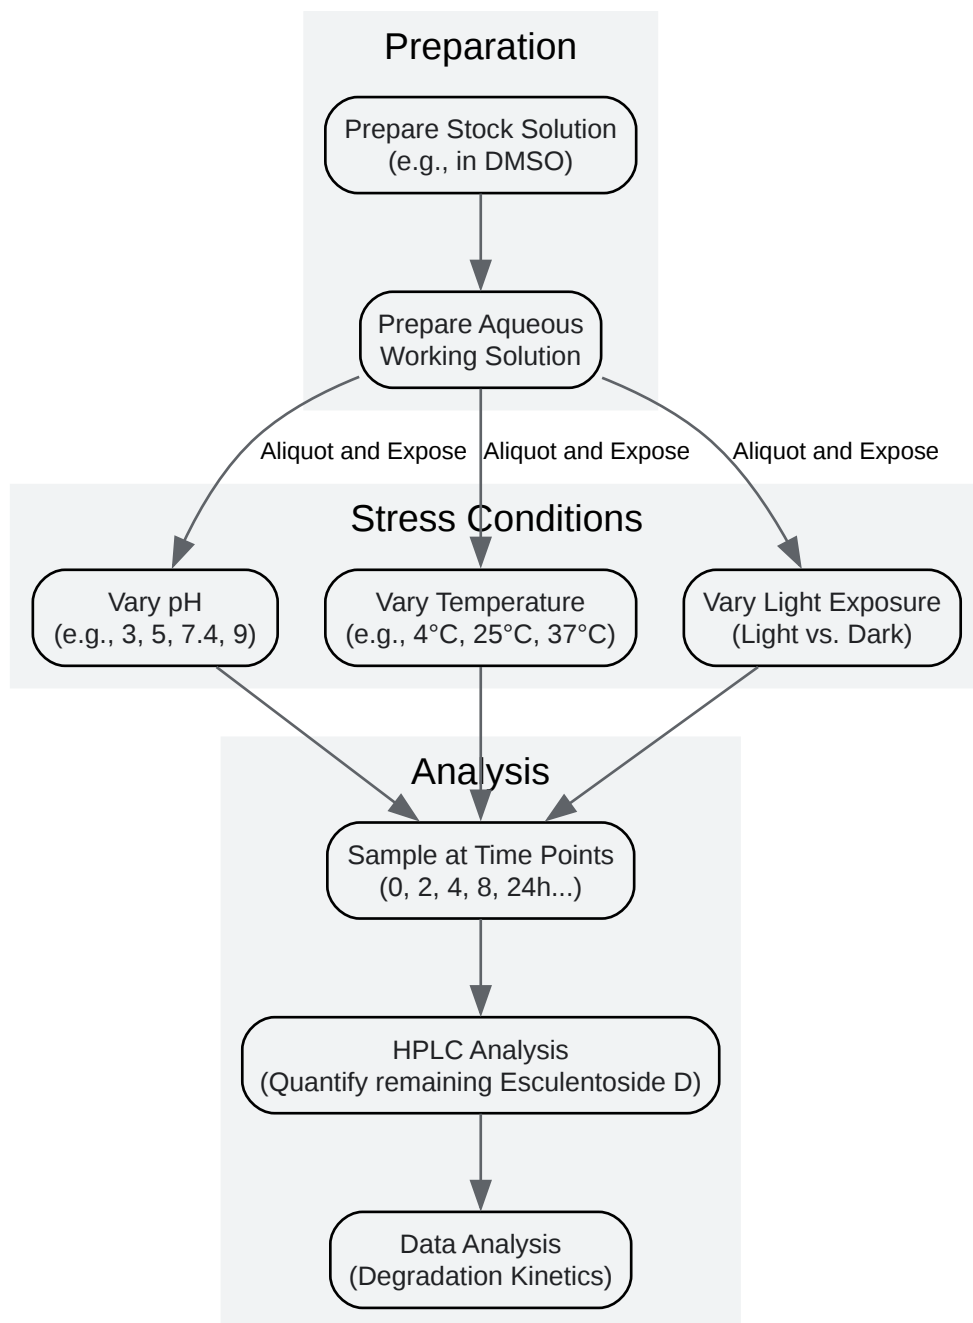 Preparation
Prepare Stock Solution
(e.g., in DMSO)
Prepare Aqueous
Working Solution
Aliquot and Expose
Aliquot and Expose
Aliquot and Expose
Stress Conditions
Vary pH
(e.g., 3, 5, 7.4, 9)
Vary Temperature
(e.g., 4°C, 25°C, 37°C)
Vary Light Exposure
(Light vs. Dark)
Analysis
Sample at Time Points
(0, 2, 4, 8, 24h...)
HPLC Analysis
(Quantify remaining Esculentoside D)
Data Analysis
(Degradation Kinetics)